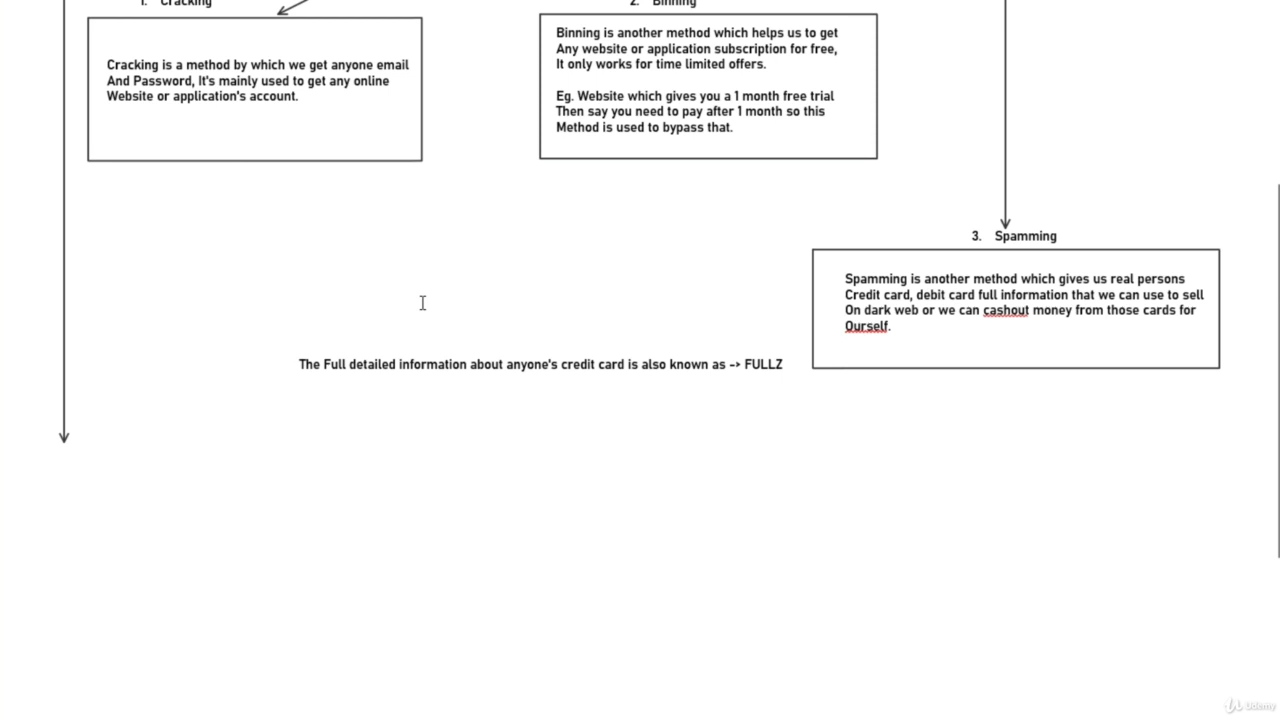 1. Cracking
2. Binning
Cracking is a method by which we get anyone email
And Password, It's mainly used to get any online
Website or application's account.
Binning is another method which helps us to get
Any website or application subscription for free,
It only works for time limited offers.
Eg. Website which gives you a 1 month free trial
Then say you need to pay after 1 month so this
Method is used to bypass that.
3. Spamming
Spamming is another method which gives us real persons
Credit card, debit card full information that we can use to sell
On dark web or we can cashout money from those cards for
Ourself.
The Full detailed information about anyone's credit card is also known as -> FULLZ
Udemy